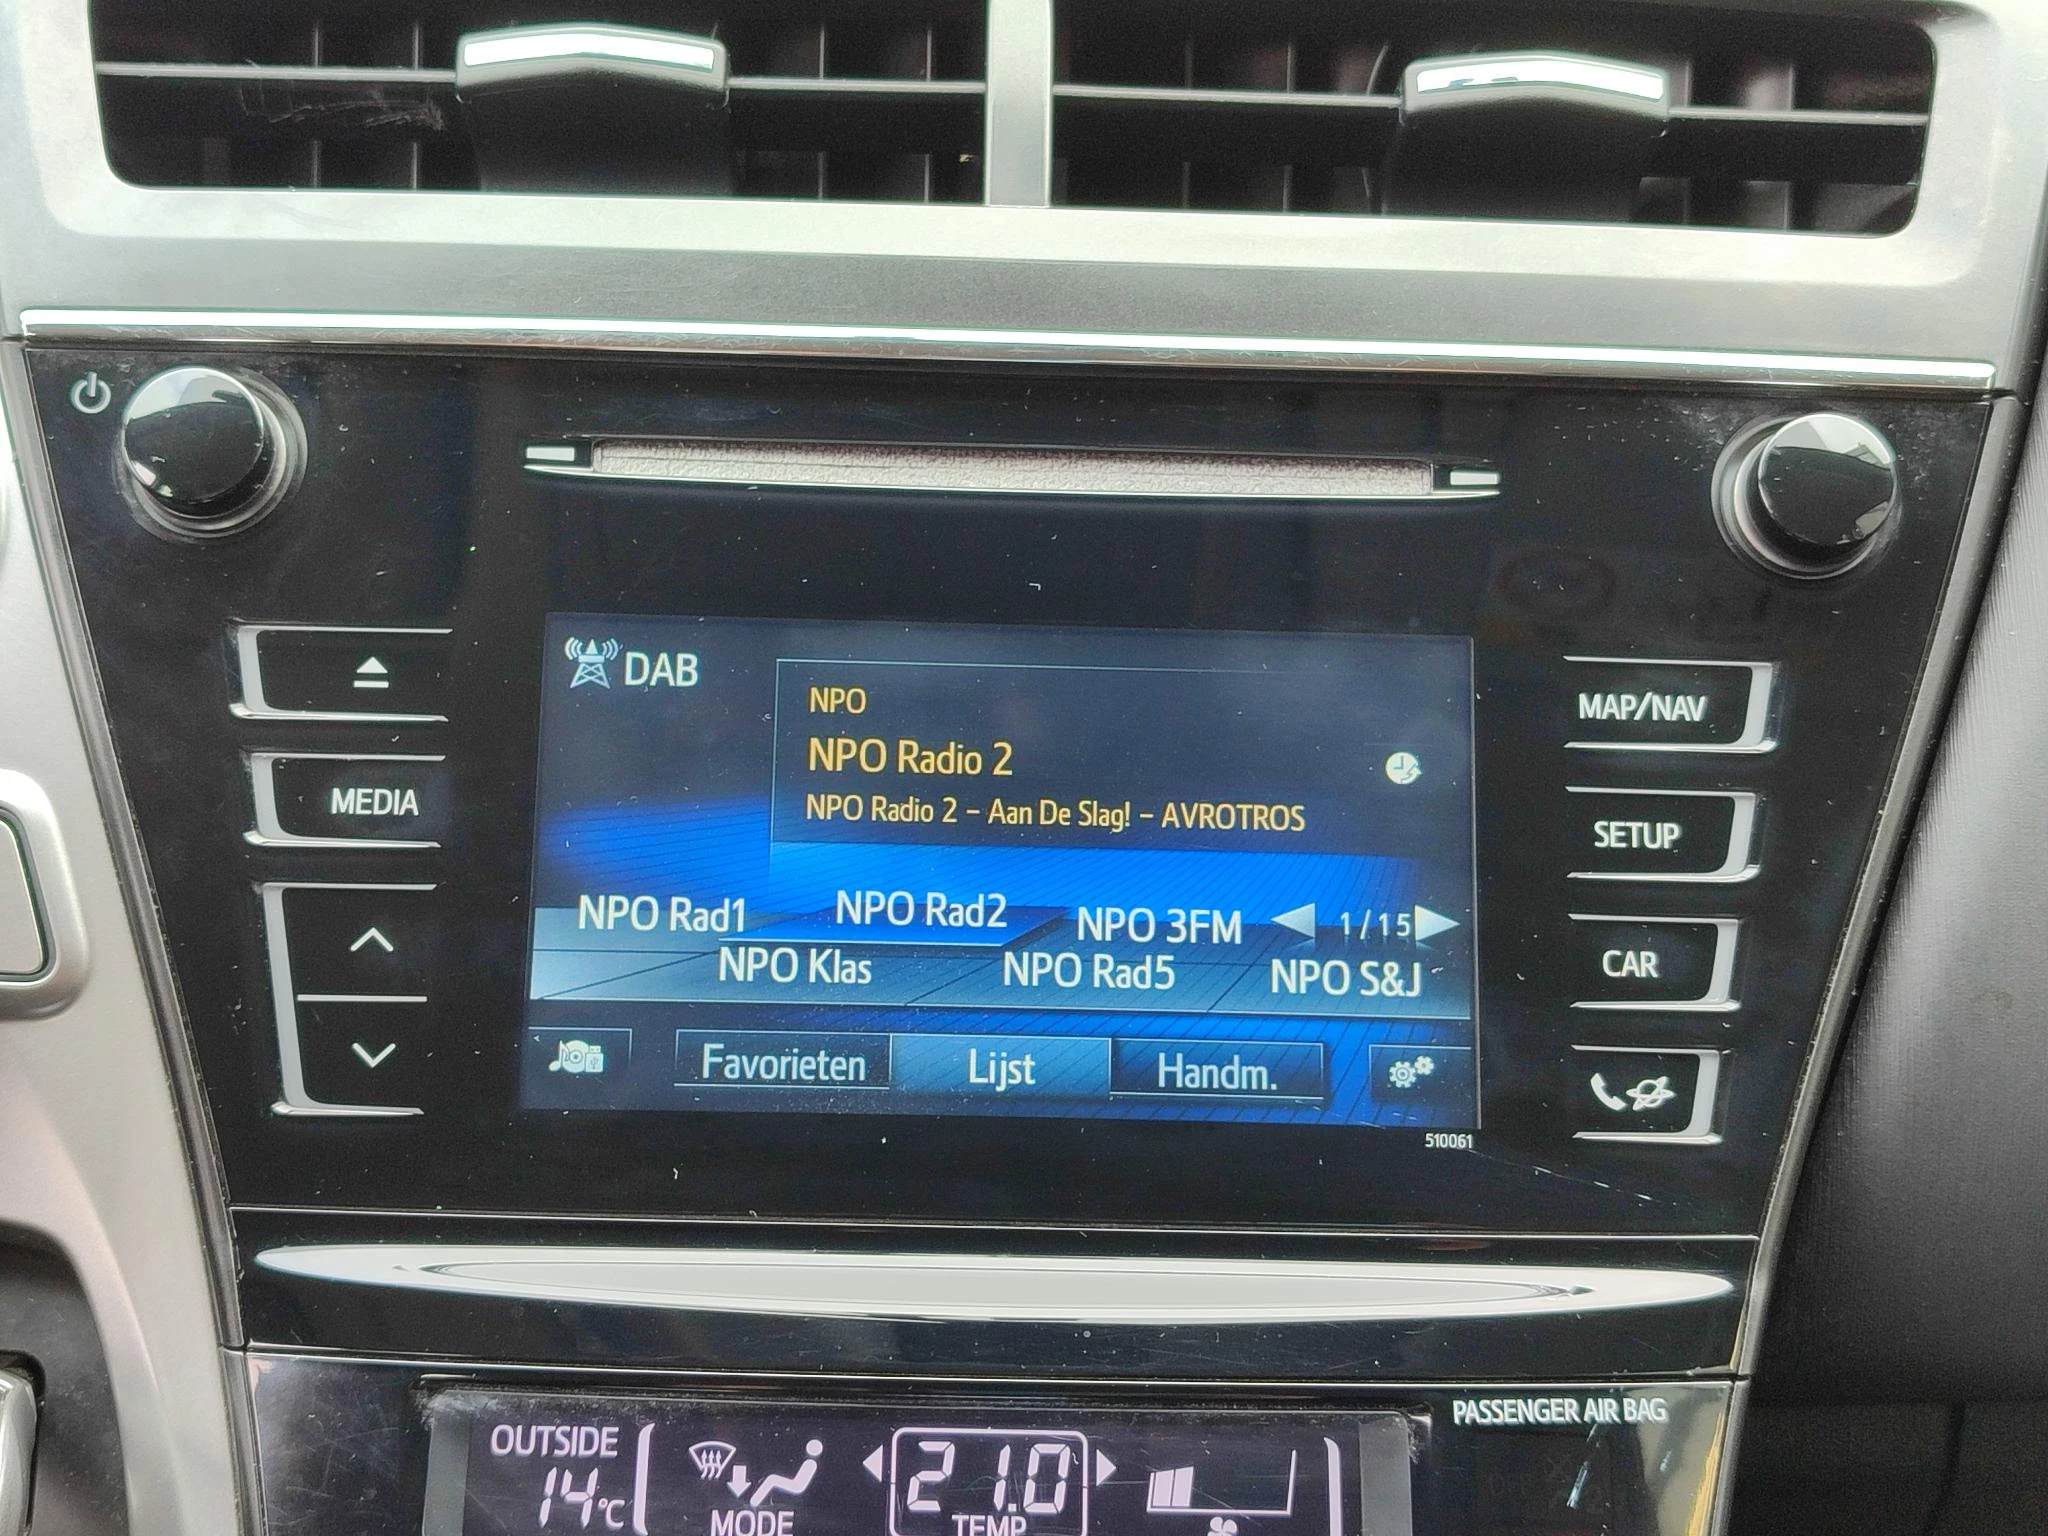 DAB
NPO
NPO Radio 2
NPO Radio 2 - Aan De Slag! - AVROTROS
NPO Rad1 NPO Rad2 NPO 3FM 1/15
NPO Klas NPO Rad5 NPO S&J
Favorieten Lijst Handm.
510061
MEDIA
MAP/NAV
SETUP
CAR
PASSENGER AIR BAG
OUTSIDE
14°C
MODE
21.0
TEMP